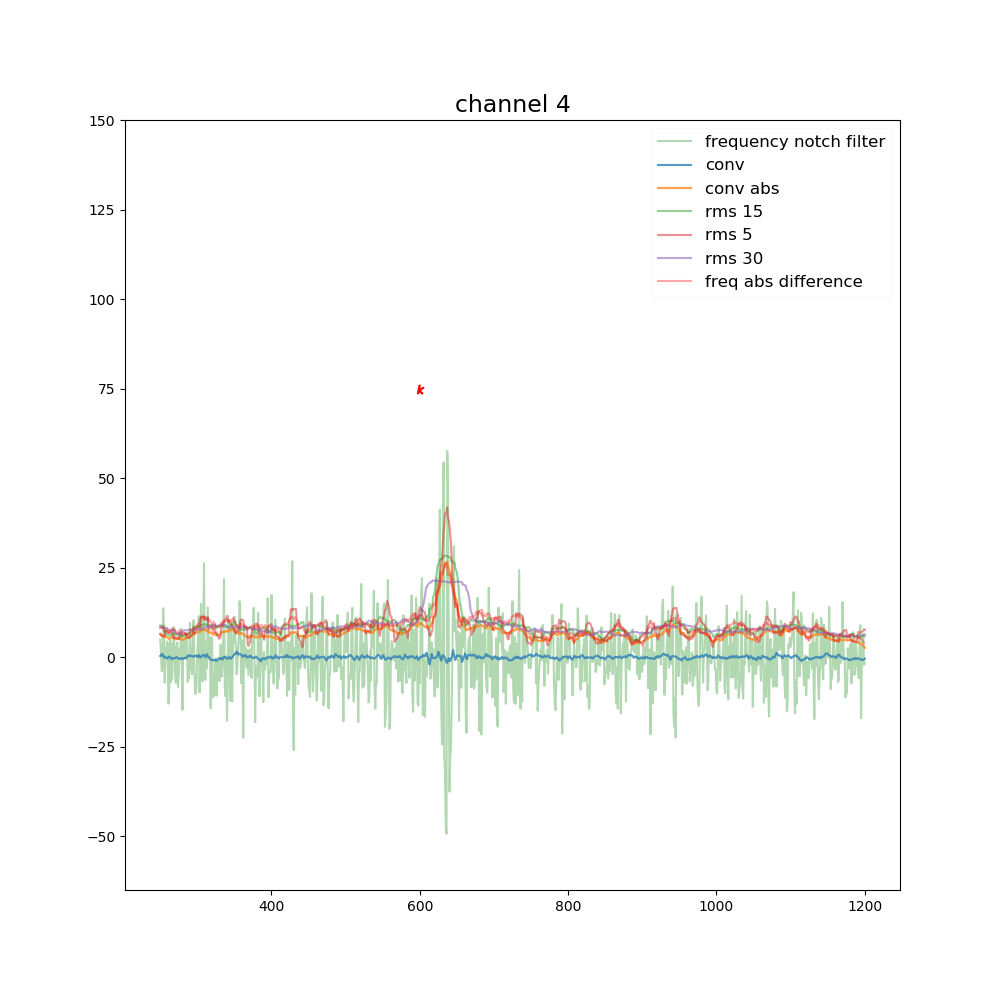 channel 4
150
125
100
75
50
25
0
−25
−50
400 600 800 1000 1200
frequency notch filter
conv
conv abs
rms 15
rms 5
rms 30
freq abs difference
k